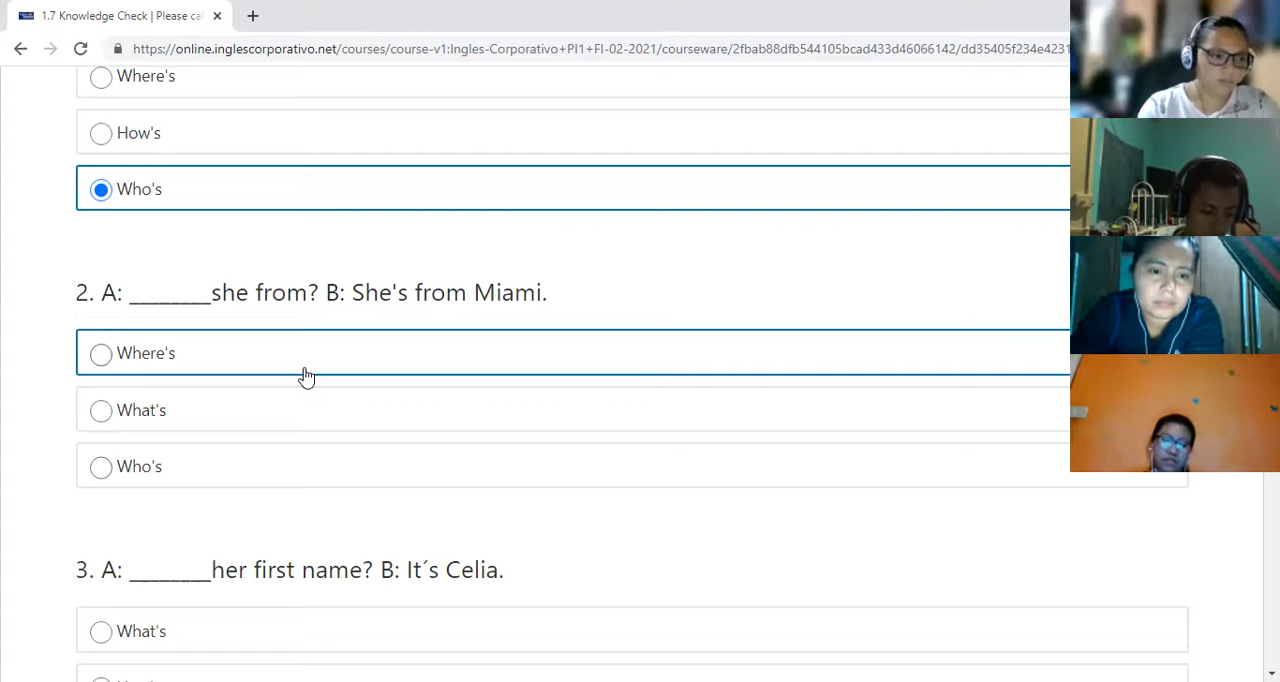 1.7 Knowledge Check | Please ca
https://online.inglescorporativo.net/courses/course-v1:Ingles-Corporativo+PI1+FI-02-2021/courseware/2fbab88dfb544105bcad433d46066142/dd35405f234e4231
Where's
How's
Who's
2. A: ________she from? B: She's from Miami.
Where's
What's
Who's
3. A: ________her first name? B: It´s Celia.
What's